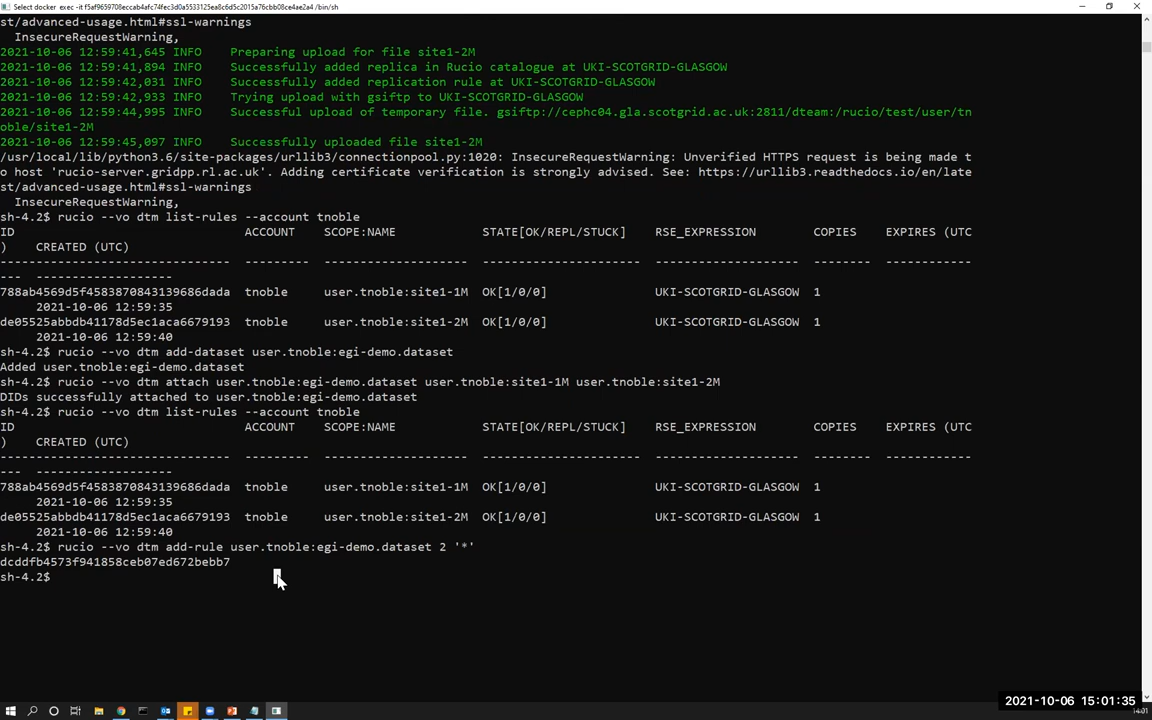 Select docker exec -it f5af9659708eccab4afc74fec3d0a5533125ea8c6d5c2819a5a76cbb08ce4ae2a4 /bin/sh
st/advanced-usage.html#ssl-warnings
InsecureRequestWarning,
2021-10-06 12:59:41,645 INFO Preparing upload for file site1-2M
2021-10-06 12:59:41,894 INFO Successfully added replica in Rucio catalogue at UKI-SCOTGRID-GLASGOW
2021-10-06 12:59:42,031 INFO Successfully added replication rule at UKI-SCOTGRID-GLASGOW
2021-10-06 12:59:42,933 INFO Trying upload with gsiftp to UKI-SCOTGRID-GLASGOW
2021-10-06 12:59:44,995 INFO Successful upload of temporary file. gsiftp://cephc04.gla.scotgrid.ac.uk:2811/dteam:/rucio/test/user/tn
oble/site1-2M
2021-10-06 12:59:45,097 INFO Successfully uploaded file site1-2M
/usr/local/lib/python3.6/site-packages/urllib3/connectionpool.py:1020: InsecureRequestWarning: Unverified HTTPS request is being made t
o host 'rucio-server.gridpp.rl.ac.uk'. Adding certificate verification is strongly advised. See: https://urllib3.readthedocs.io/en/late
st/advanced-usage.html#ssl-warnings
InsecureRequestWarning,
sh-4.2$ rucio --vo dtm list-rules --account tnoble
ID ACCOUNT SCOPE:NAME STATE[OK/REPL/STUCK] RSE_EXPRESSION COPIES EXPIRES (UTC
) CREATED (UTC)
-------------------------------- --------- -------------------- -------------------- -------------------- -------- ------------
--- -------------------
788ab4569d5f4583870843139686dada tnoble user.tnoble:site1-1M OK[1/0/0] UKI-SCOTGRID-GLASGOW 1
2021-10-06 12:59:35
de05525abbdb41178d5ec1aca6679193 tnoble user.tnoble:site1-2M OK[1/0/0] UKI-SCOTGRID-GLASGOW 1
2021-10-06 12:59:40
sh-4.2$ rucio --vo dtm add-dataset user.tnoble:egi-demo.dataset
Added user.tnoble:egi-demo.dataset
sh-4.2$ rucio --vo dtm attach user.tnoble:egi-demo.dataset user.tnoble:site1-1M user.tnoble:site1-2M
DIDs successfully attached to user.tnoble:egi-demo.dataset
sh-4.2$ rucio --vo dtm list-rules --account tnoble
ID ACCOUNT SCOPE:NAME STATE[OK/REPL/STUCK] RSE_EXPRESSION COPIES EXPIRES (UTC
) CREATED (UTC)
-------------------------------- --------- -------------------- -------------------- -------------------- -------- ------------
--- -------------------
788ab4569d5f4583870843139686dada tnoble user.tnoble:site1-1M OK[1/0/0] UKI-SCOTGRID-GLASGOW 1
2021-10-06 12:59:35
de05525abbdb41178d5ec1aca6679193 tnoble user.tnoble:site1-2M OK[1/0/0] UKI-SCOTGRID-GLASGOW 1
2021-10-06 12:59:40
sh-4.2$ rucio --vo dtm add-rule user.tnoble:egi-demo.dataset 2 '*'
dcddfb4573f941858ceb07ed672bebb7
sh-4.2$
2021-10-06 15:01:35
14:01